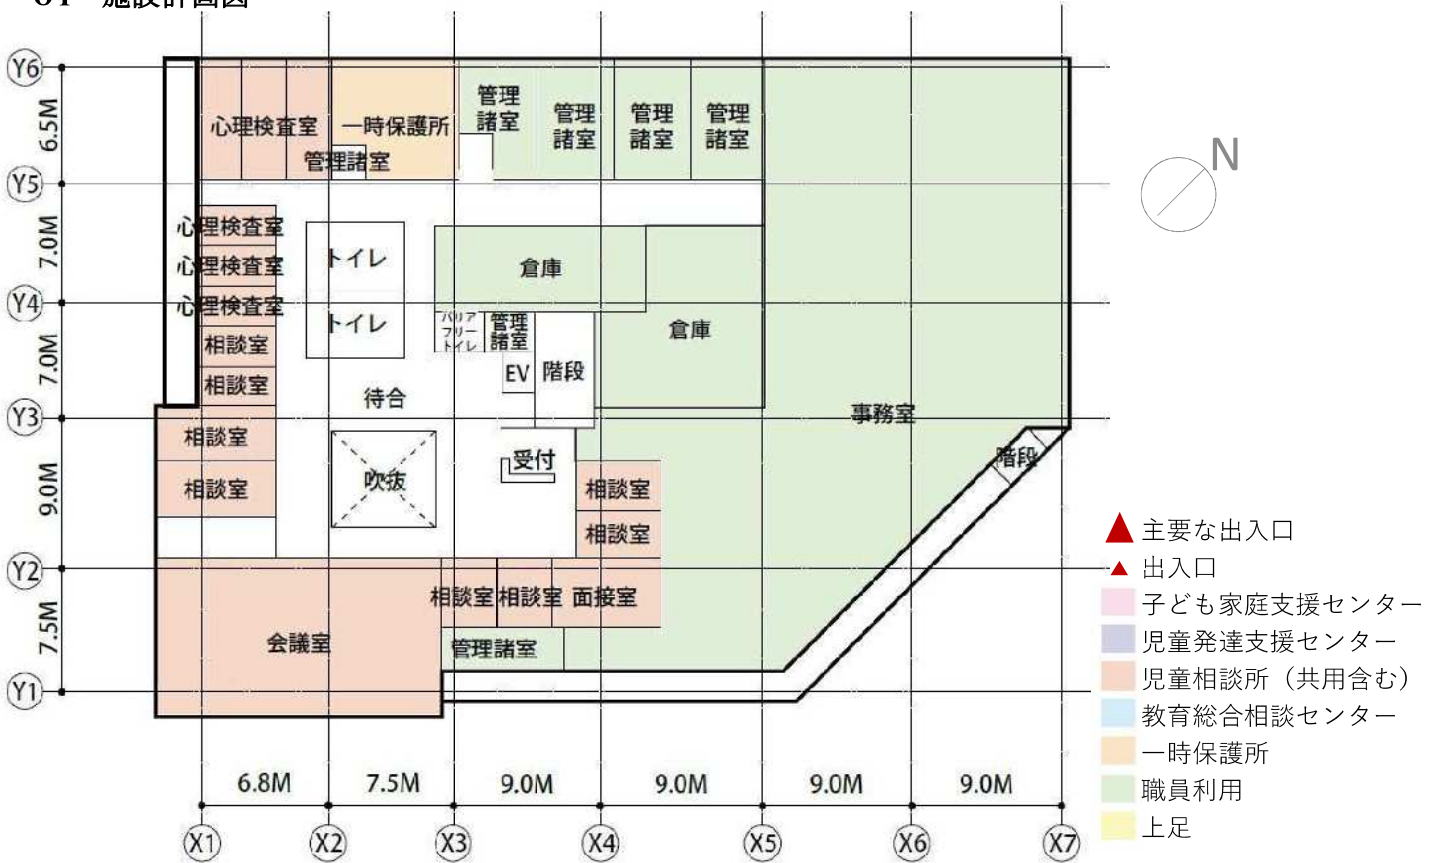 施設計画図
Y6
6.5M
Y5
7.0M
Y4
7.0M
Y3
9.0M
Y2
7.5M
Y1
心理検査室
一時保護所
管理諸室
管理
諸室
管理
諸室
管理
諸室
管理
諸室
心理検査室
心理検査室
心理検査室
相談室
相談室
相談室
相談室
トイレ
トイレ
倉庫
倉庫
バリア
フリー
トイレ
管理
諸室
EV
階段
待合
吹抜
受付
事務室
階段
相談室
相談室
相談室
相談室
面接室
会議室
管理諸室
N
主要な出入口
出入口
子ども家庭支援センター
児童発達支援センター
児童相談所（共用含む）
教育総合相談センター
一時保護所
職員利用
上足
6.8M
7.5M
9.0M
9.0M
9.0M
9.0M
X1
X2
X3
X4
X5
X6
X7